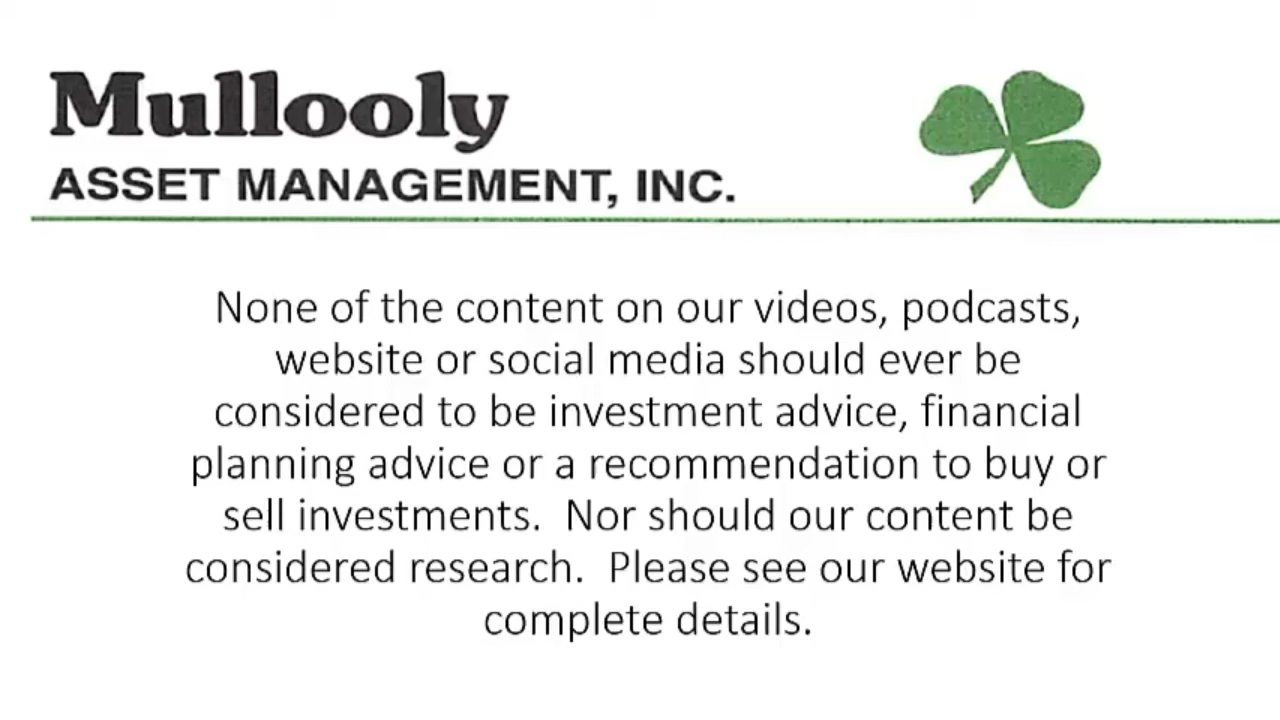 Mullooly
ASSET MANAGEMENT, INC.
None of the content on our videos, podcasts,
website or social media should ever be
considered to be investment advice, financial
planning advice or a recommendation to buy or
sell investments.  Nor should our content be
considered research.  Please see our website for
complete details.